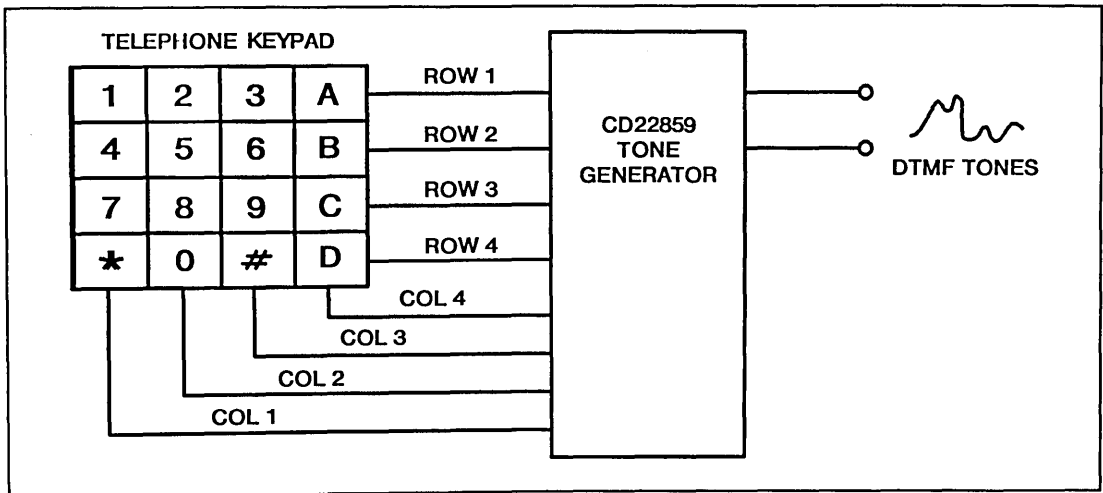 TELEPHONE KEYPAD
1 2 3 A
4 5 6 B
7 8 9 C
* 0 # D
ROW 1
ROW 2
ROW 3
ROW 4
COL 4
COL 3
COL 2
COL 1
CD22859
TONE
GENERATOR
DTMF TONES